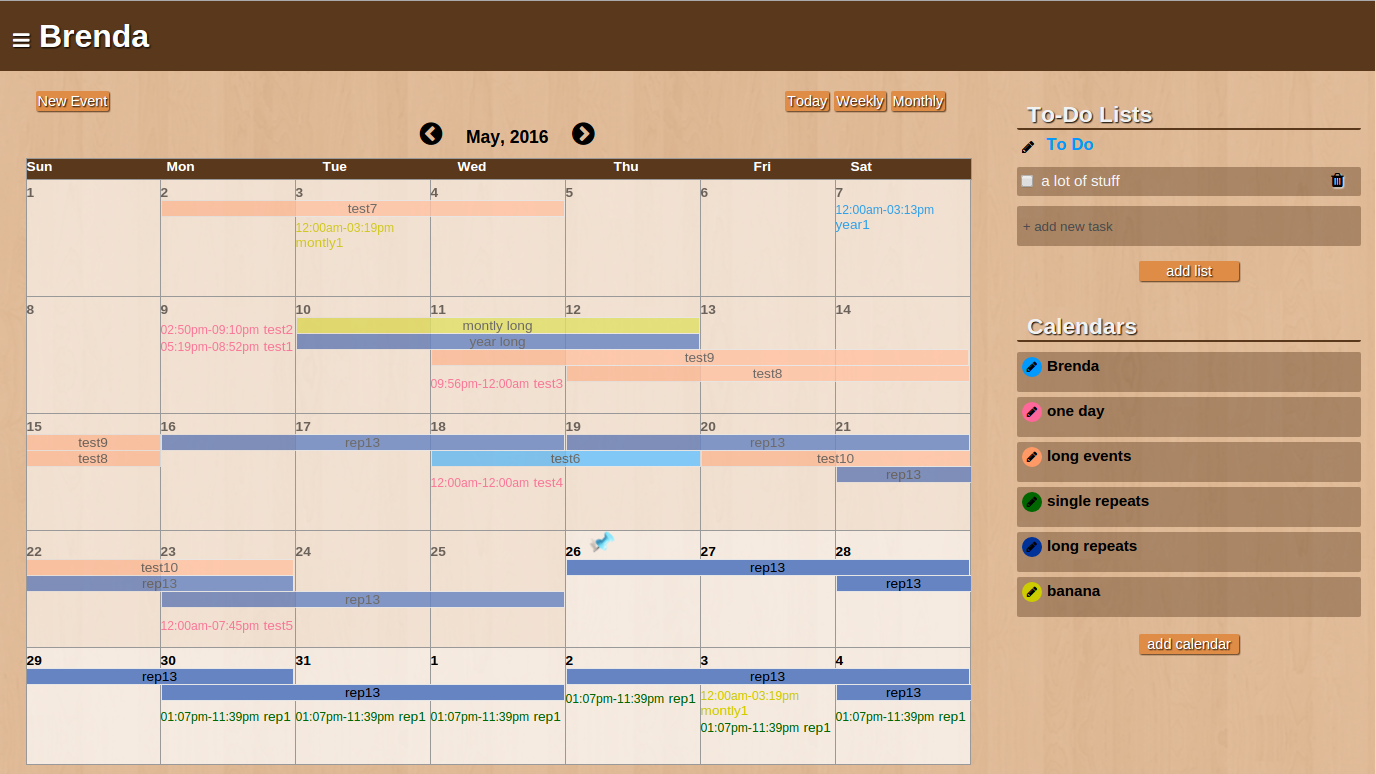 ≡ Brenda
New Event
Today Weekly Monthly
May, 2016
Sun Mon Tue Wed Thu Fri Sat
1 2 3 4 5 6 7
test7
12:00am-03:19pm
montly1
12:00am-03:13pm
year1
8 9 10 11 12 13 14
02:50pm-09:10pm test2
05:19pm-08:52pm test1
montly long
year long
test9
test8
09:56pm-12:00am test3
15 16 17 18 19 20 21
test9 rep13 rep13
test8 test6 test10
rep13
12:00am-12:00am test4
22 23 24 25 26 27 28
test10 rep13
rep13 rep13
rep13
12:00am-07:45pm test5
29 30 31 1 2 3 4
rep13 rep13
rep13 rep13
01:07pm-11:39pm rep1
01:07pm-11:39pm rep1
01:07pm-11:39pm rep1
01:07pm-11:39pm rep1
12:00am-03:19pm
montly1
01:07pm-11:39pm rep1
01:07pm-11:39pm rep1
To-Do Lists
To Do
a lot of stuff
+ add new task
add list
Calendars
Brenda
one day
long events
single repeats
long repeats
banana
add calendar